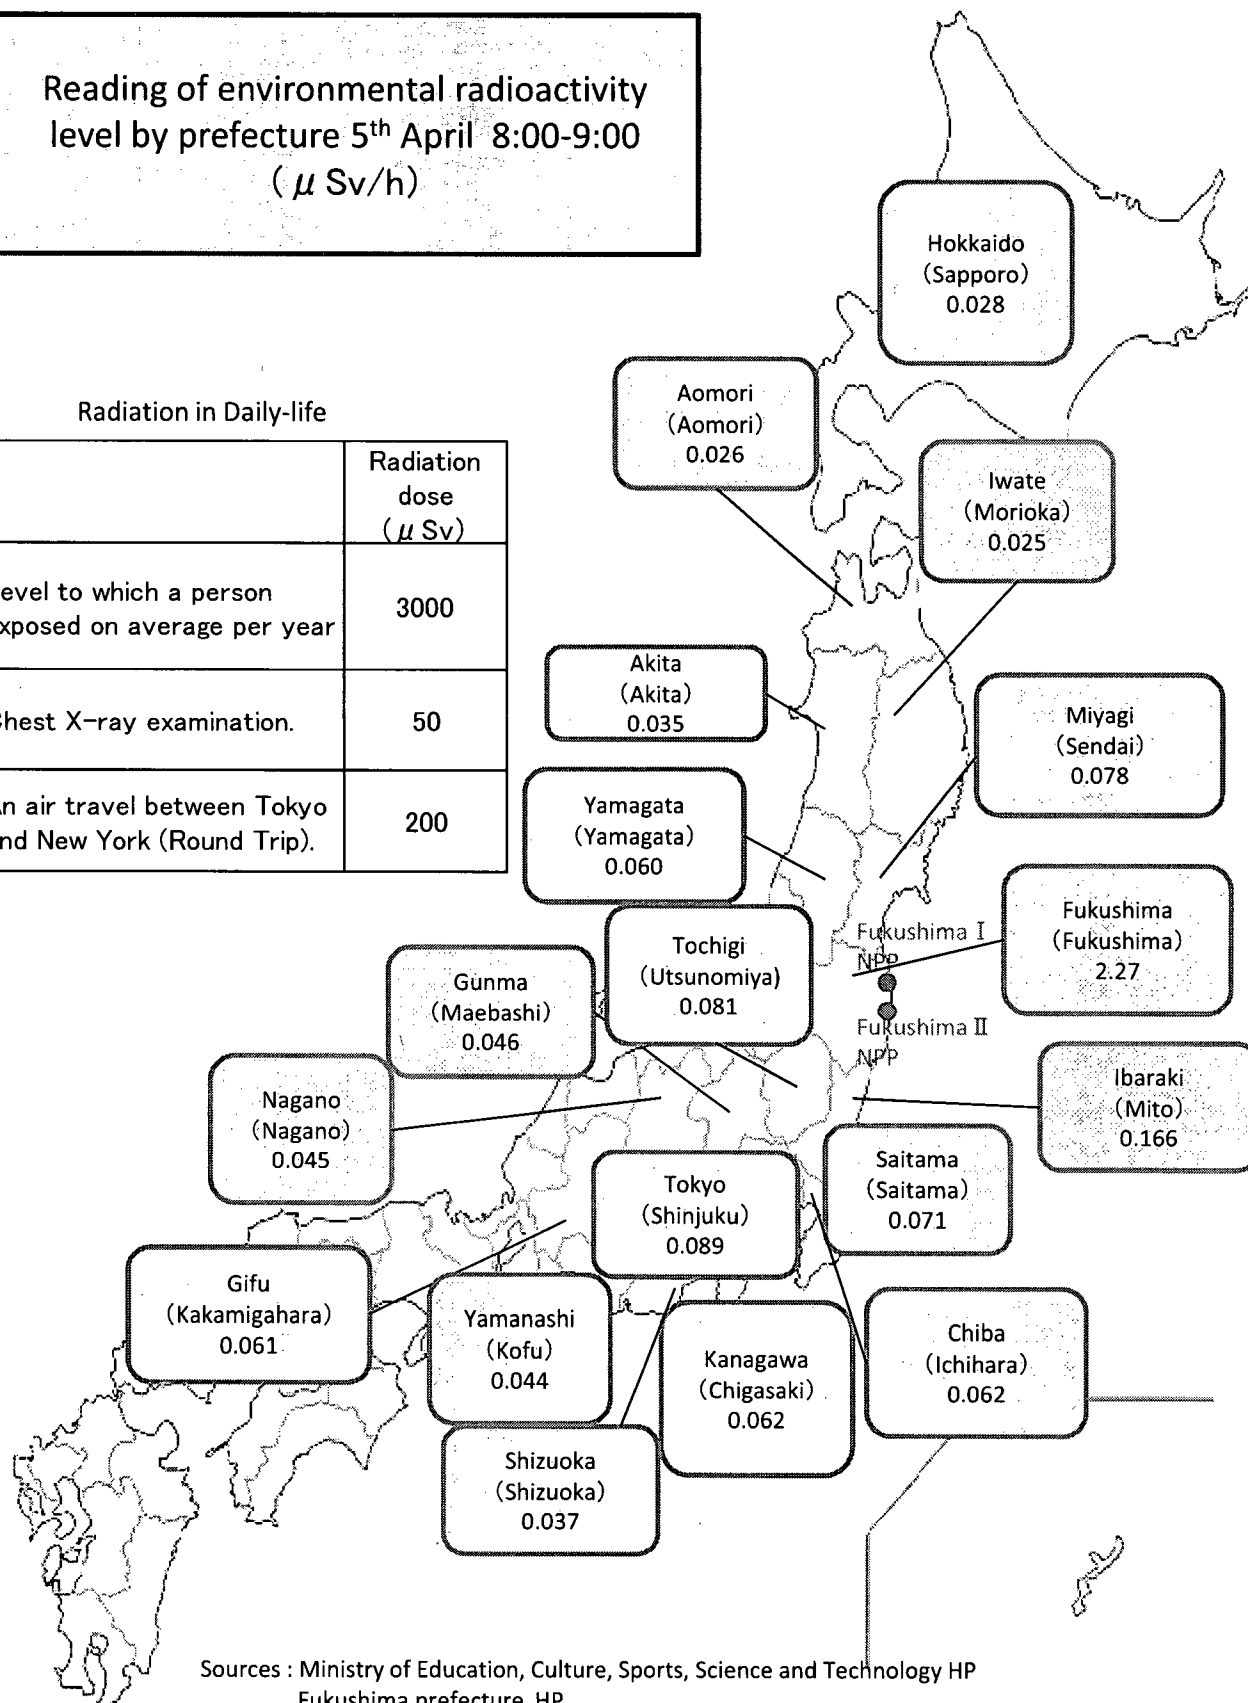 Reading of environmental radioactivity
level by prefecture 5th April 8:00-9:00
(μ Sv/h)
Hokkaido
(Sapporo)
0.028
Aomori
(Aomori)
0.026
Iwate
(Morioka)
0.025
Radiation in Daily-life
Radiation
dose
(μ Sv)
evel to which a person
xposed on average per year
3000
hest X-ray examination.
50
n air travel between Tokyo
nd New York (Round Trip).
200
Akita
(Akita)
0.035
Miyagi
(Sendai)
0.078
Yamagata
(Yamagata)
0.060
Fukushima
(Fukushima)
2.27
Fukushima I
NPP
Fukushima II
NPP
Tochigi
(Utsunomiya)
0.081
Gunma
(Maebashi)
0.046
Ibaraki
(Mito)
0.166
Nagano
(Nagano)
0.045
Saitama
(Saitama)
0.071
Tokyo
(Shinjuku)
0.089
Gifu
(Kakamigahara)
0.061
Yamanashi
(Kofu)
0.044
Kanagawa
(Chigasaki)
0.062
Chiba
(Ichihara)
0.062
Shizuoka
(Shizuoka)
0.037
Sources : Ministry of Education, Culture, Sports, Science and Technology HP
Fukushima prefecture HP